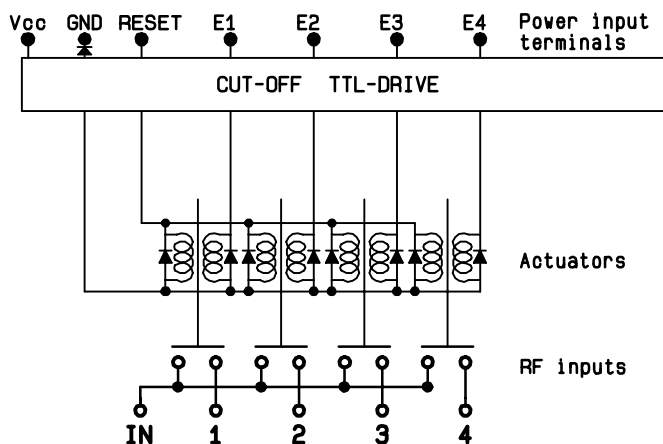 Vcc GND RESET E1 E2 E3 E4 Power input
terminals
CUT-OFF TTL-DRIVE
Actuators
RF inputs
IN 1 2 3 4